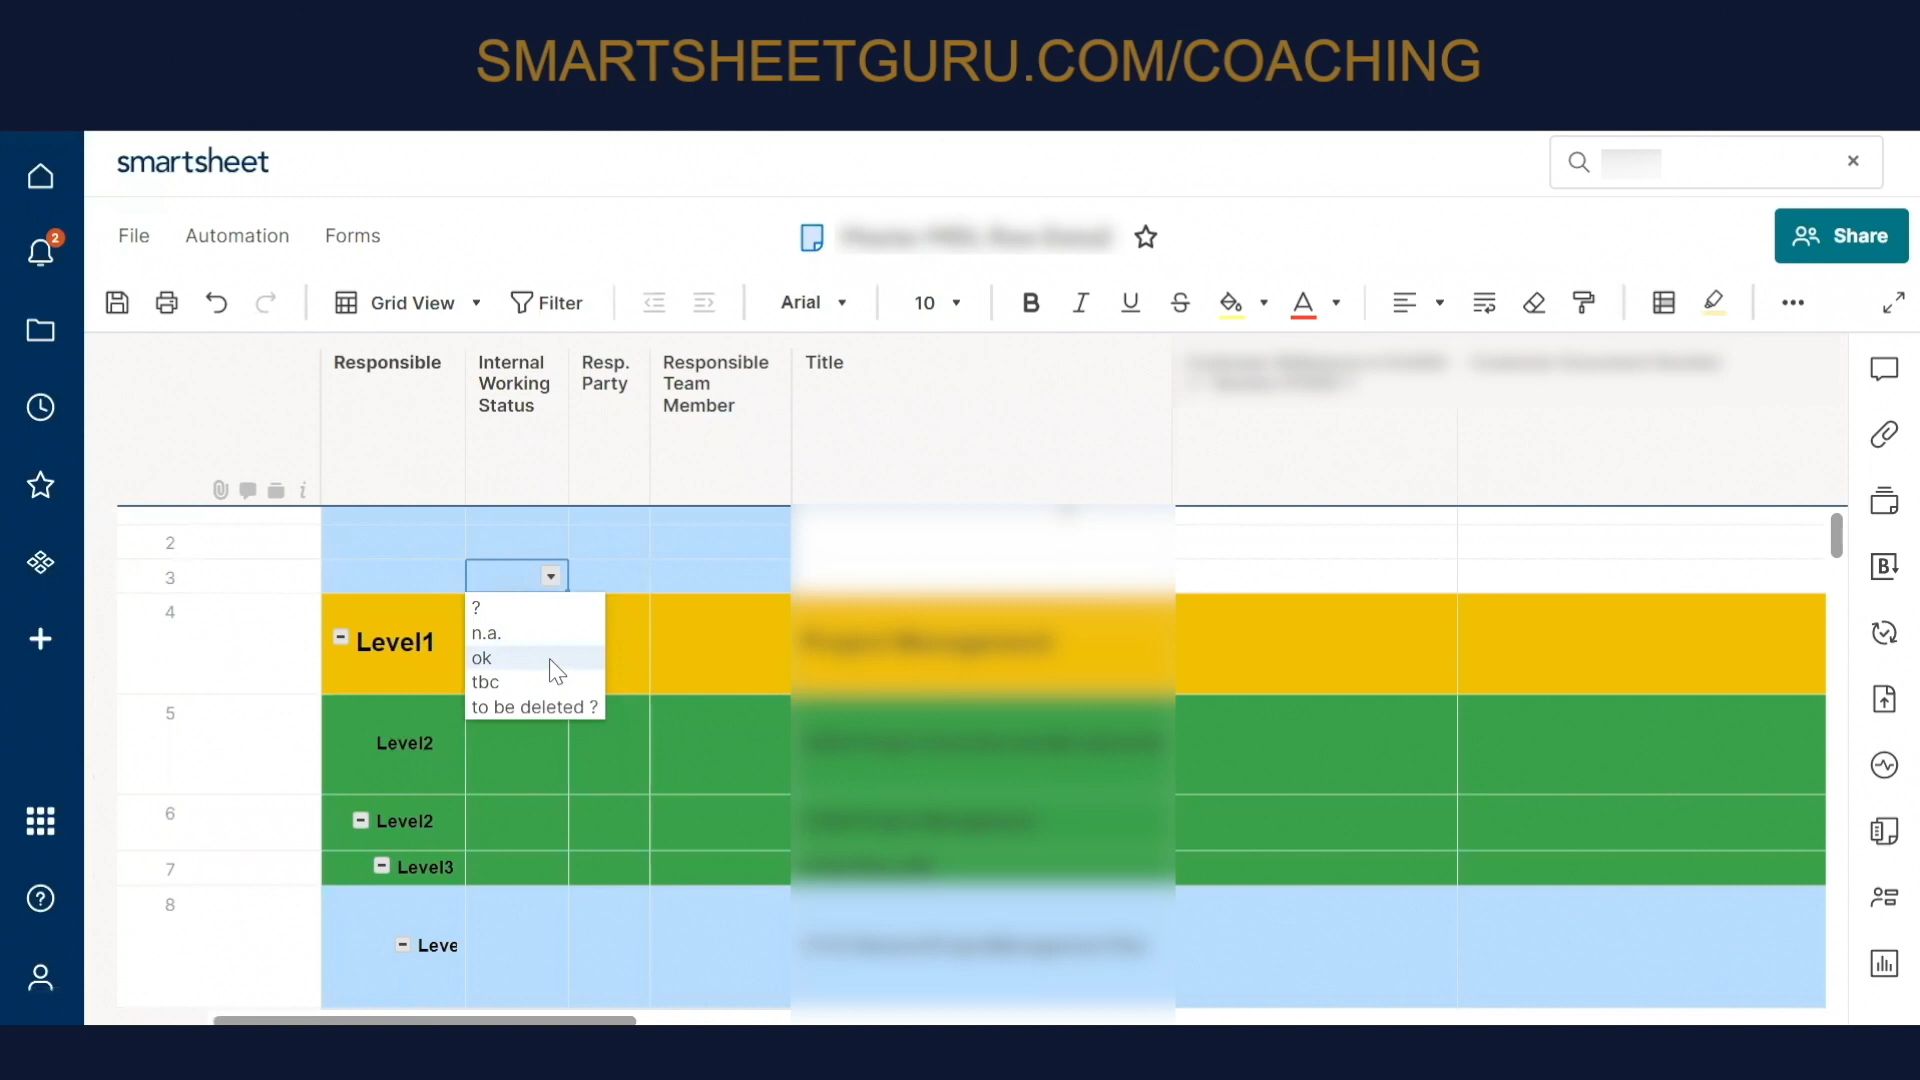 SMARTSHEETGURU.COM/COACHING
smartsheet
2
File Automation Forms
Share
Grid View Filter Arial 10 B I U S A
Responsible
Internal
Working
Status
Resp.
Party
Responsible
Team
Member
Title
2
3
?
n.a.
ok
tbc
to be deleted ?
4 Level1
5 Level2
6 Level2
7 Level3
8 Leve